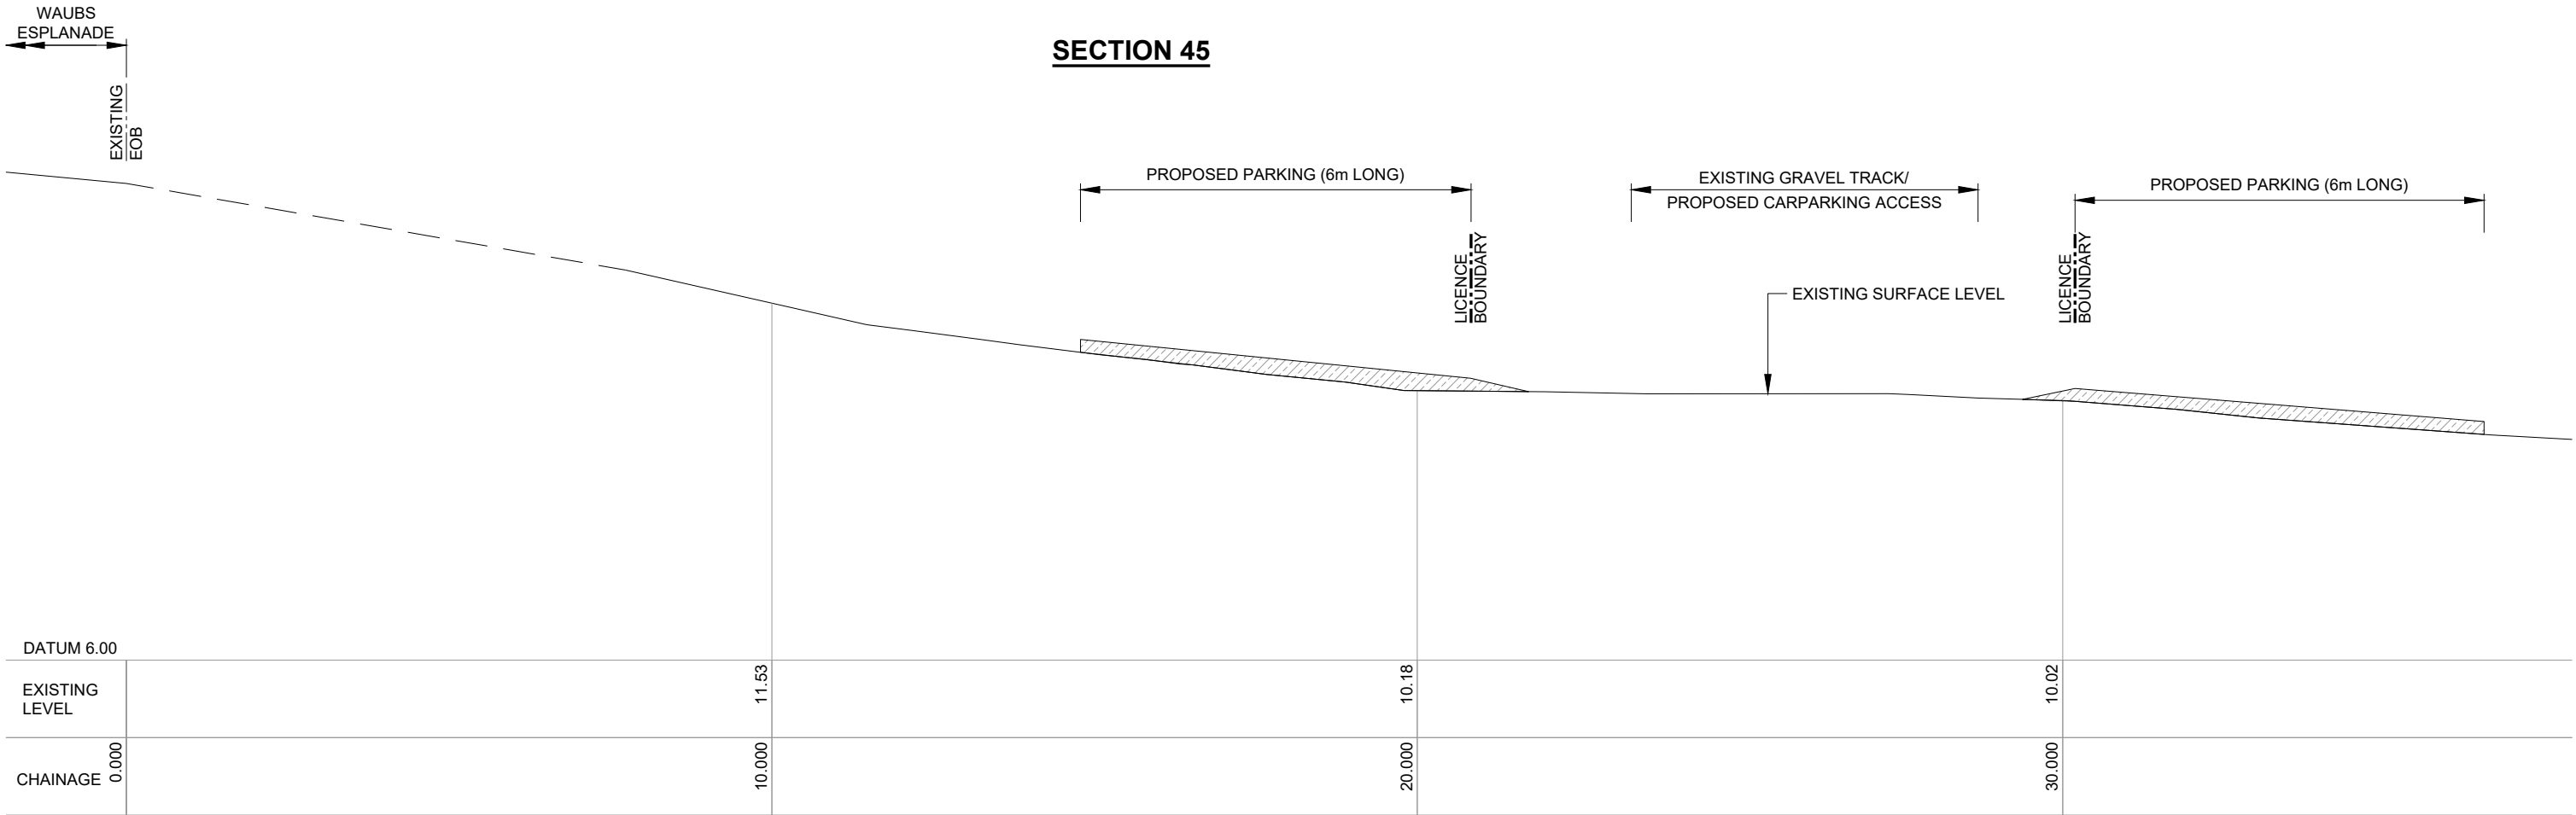 WAUBS
ESPLANADE
SECTION 45
EXISTING
EOB
PROPOSED PARKING (6m LONG)
LICENCE
BOUNDARY
EXISTING GRAVEL TRACK/
PROPOSED CARPARKING ACCESS
EXISTING SURFACE LEVEL
PROPOSED PARKING (6m LONG)
LICENCE
BOUNDARY
DATUM 6.00
EXISTING
LEVEL
11.53
10.18
10.02
CHAINAGE
0.000
10.000
20.000
30.000